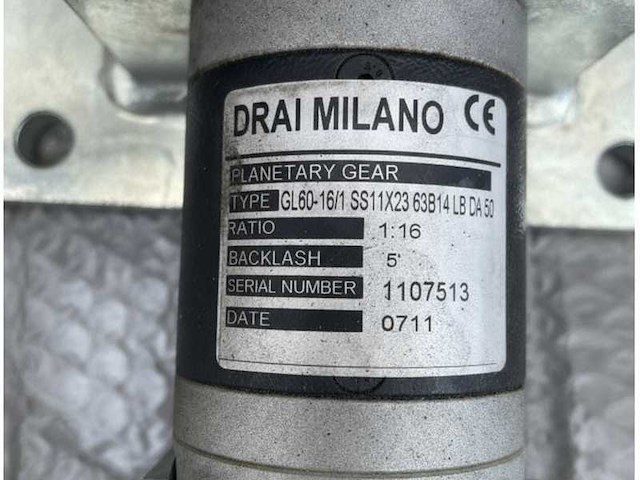 DRAI MILANO CE
PLANETARY GEAR
TYPE GL60-16/1 SS11X23 63B14 LB DA 50
RATIO 1:16
BACKLASH 5'
SERIAL NUMBER 1107513
DATE 0711